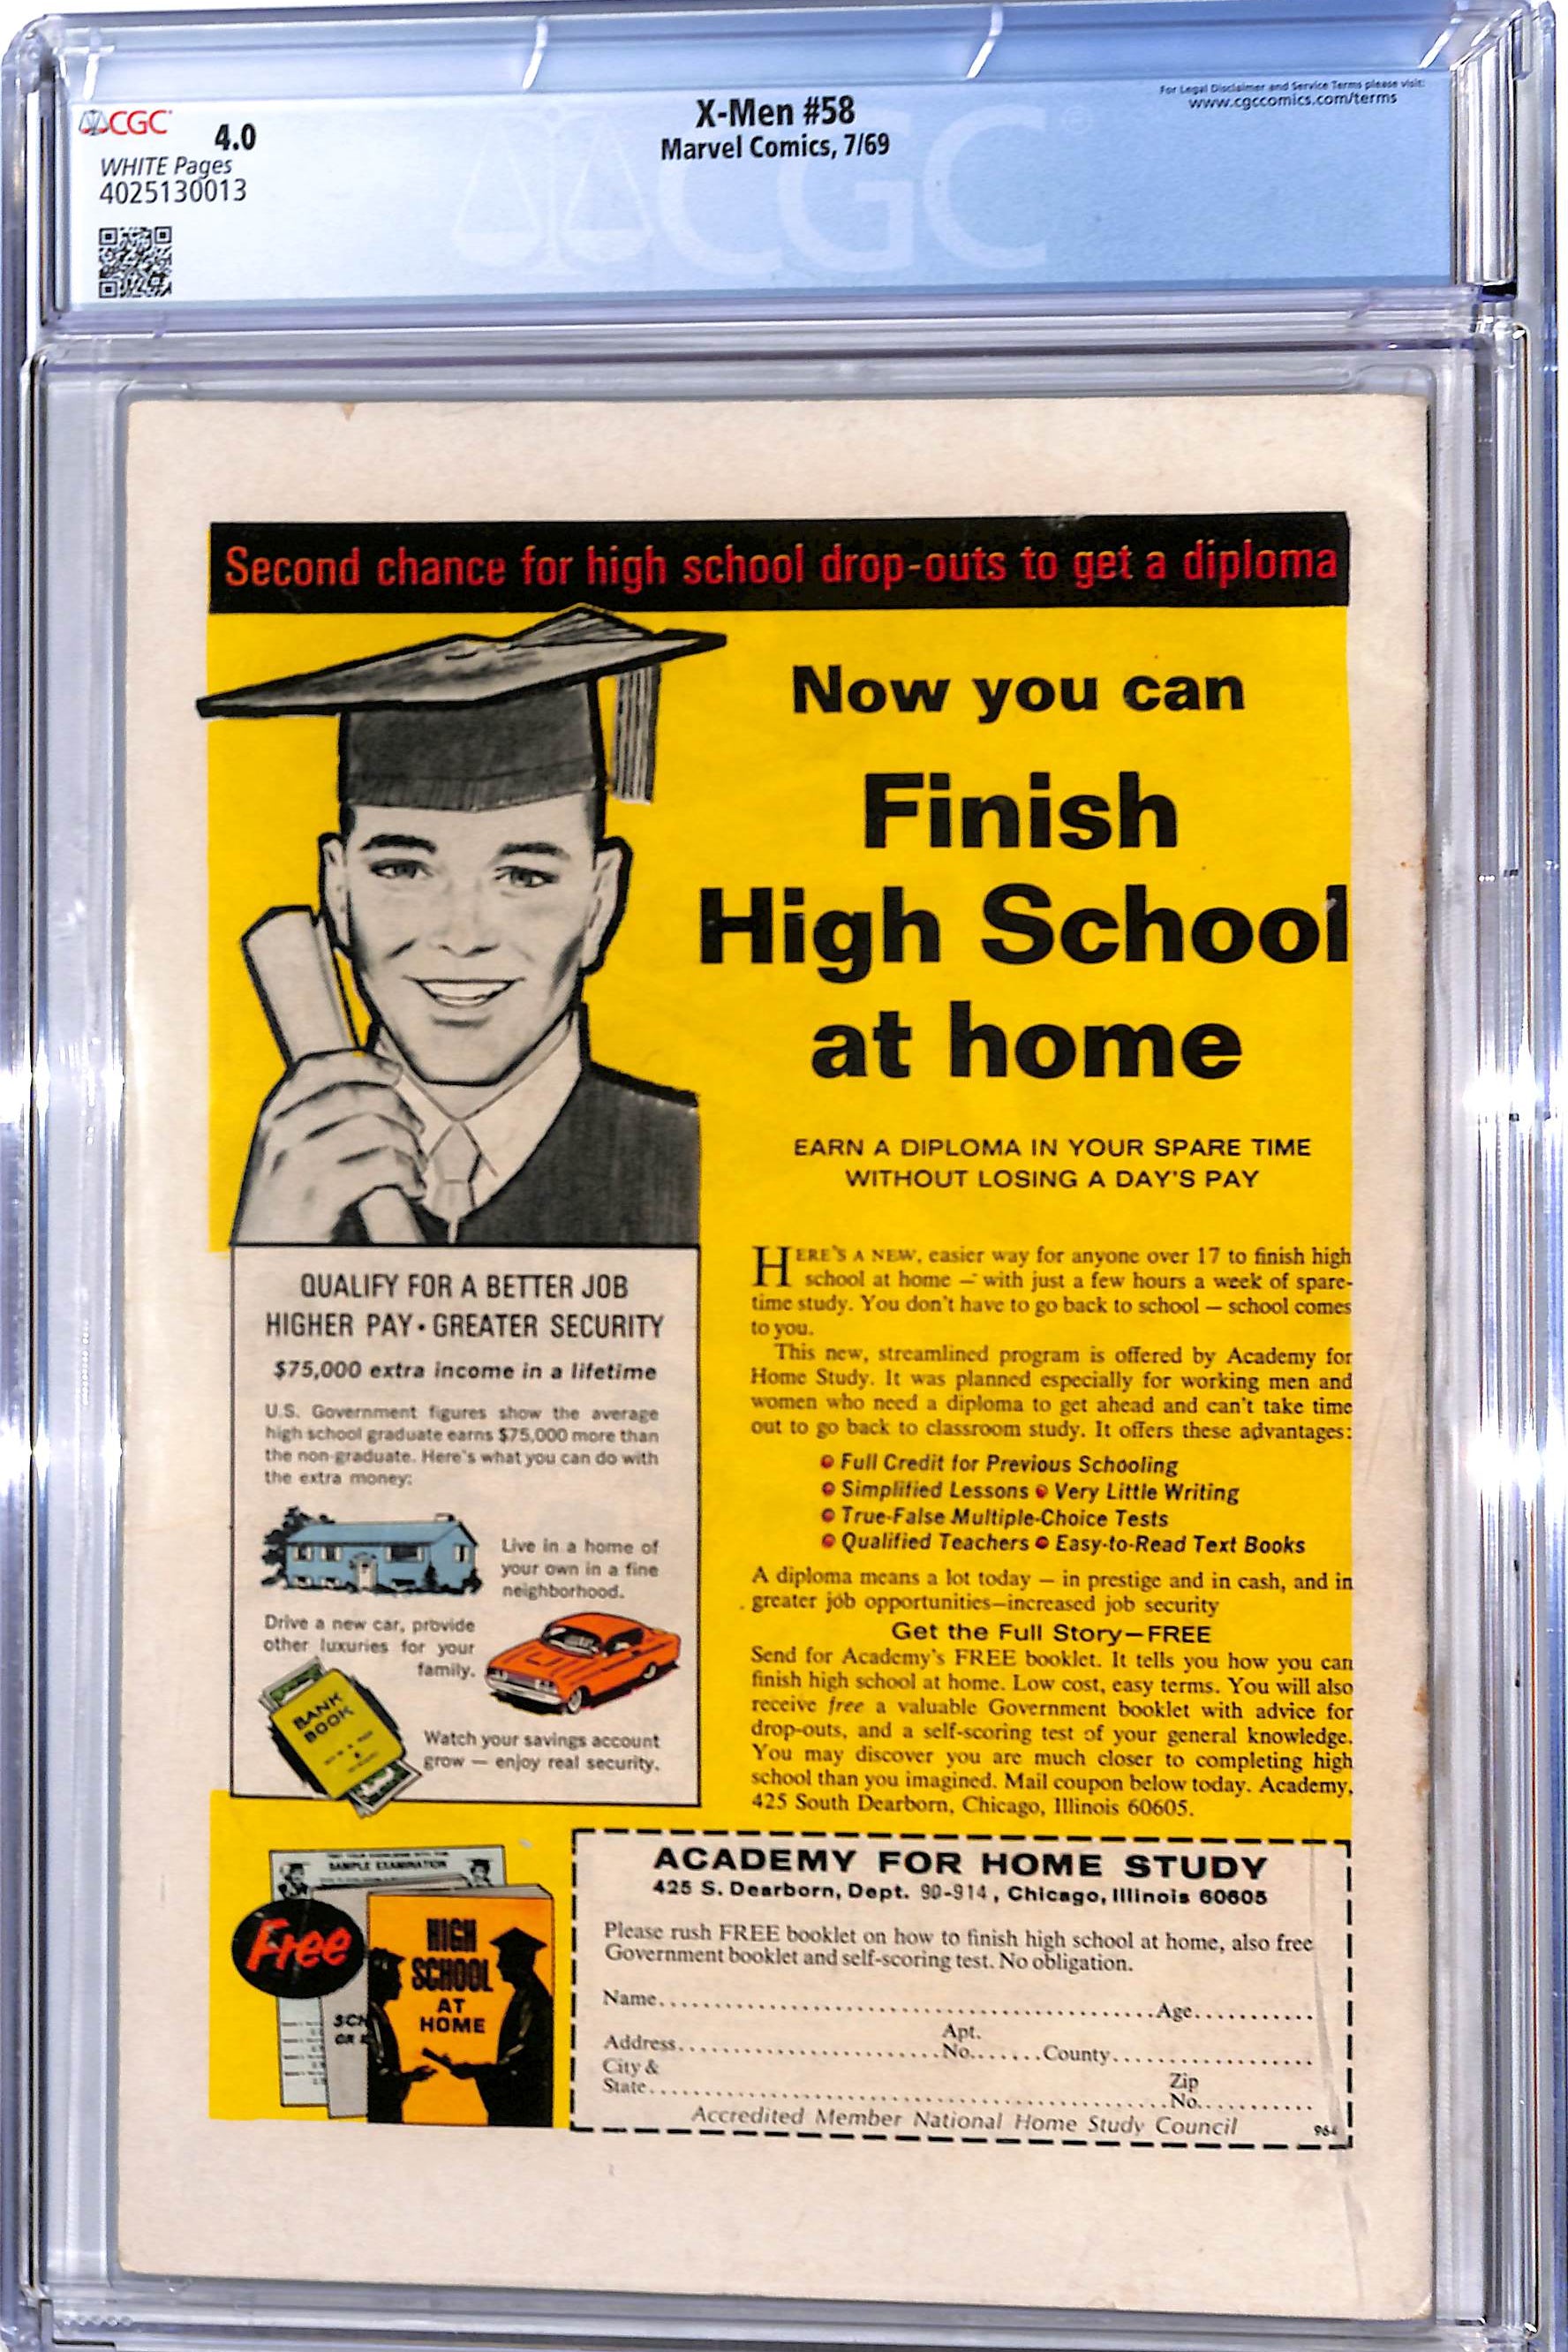 CGC
4.0
WHITE Pages
4025130013
X-Men #58
Marvel Comics, 7/69
For Legal Disclaimer and Service Terms please visit:
www.cgccomics.com/terms
CGC
Second chance for high school drop-outs to get a diploma
Now you can
Finish
High School
at home
EARN A DIPLOMA IN YOUR SPARE TIME
WITHOUT LOSING A DAY'S PAY
QUALIFY FOR A BETTER JOB
HIGHER PAY • GREATER SECURITY
$75,000 extra income in a lifetime
U.S. Government figures show the average
high school graduate earns $75,000 more than
the non-graduate. Here's what you can do with
the extra money:
Live in a home of
your own in a fine
neighborhood.
Drive a new car, provide
other luxuries for your
family.
BANK
BOOK
Watch your savings account
grow — enjoy real security.
HERE'S A NEW, easier way for anyone over 17 to finish high
school at home — with just a few hours a week of spare-
time study. You don't have to go back to school — school comes
to you.
This new, streamlined program is offered by Academy for
Home Study. It was planned especially for working men and
women who need a diploma to get ahead and can't take time
out to go back to classroom study. It offers these advantages:
• Full Credit for Previous Schooling
• Simplified Lessons • Very Little Writing
• True-False Multiple-Choice Tests
• Qualified Teachers • Easy-to-Read Text Books
A diploma means a lot today — in prestige and in cash, and in
greater job opportunities—increased job security
Get the Full Story—FREE
Send for Academy's FREE booklet. It tells you how you can
finish high school at home. Low cost, easy terms. You will also
receive free a valuable Government booklet with advice for
drop-outs, and a self-scoring test of your general knowledge.
You may discover you are much closer to completing high
school than you imagined. Mail coupon below today. Academy,
425 South Dearborn, Chicago, Illinois 60605.
SAMPLE EXAMINATION
Free
SCH
OR
HIGH
SCHOOL
AT
HOME
ACADEMY FOR HOME STUDY
425 S. Dearborn, Dept. 90-914, Chicago, Illinois 60605
Please rush FREE booklet on how to finish high school at home, also free
Government booklet and self-scoring test. No obligation.
Name Age
Apt.
Address No. County
City & Zip
State No.
Accredited Member National Home Study Council
964